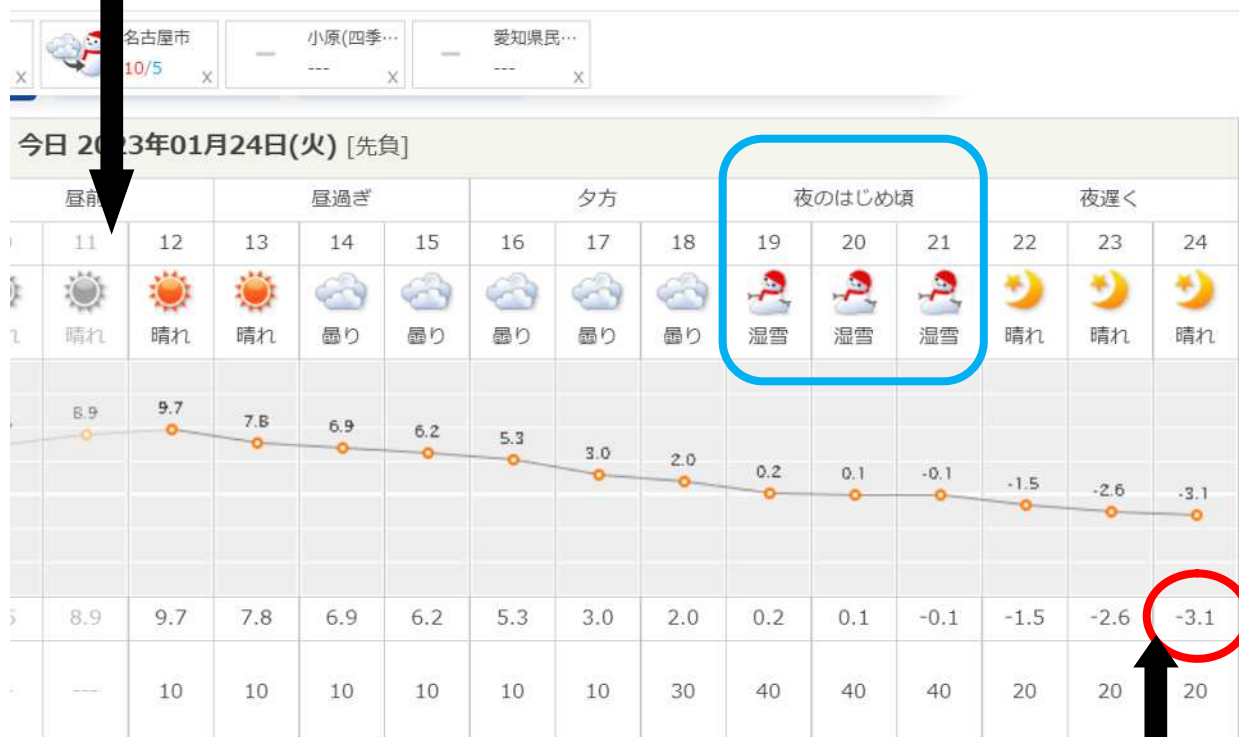 名古屋市 小原(四季… 愛知県民…
10/5 --- ---
x x x x
今日 2023年01月24日(火) [先負]
昼前 昼過ぎ 夕方 夜のはじめ頃 夜遅く
11 12 13 14 15 16 17 18 19 20 21 22 23 24
晴れ 晴れ 晴れ 曇り 曇り 曇り 曇り 曇り 湿雪 湿雪 湿雪 晴れ 晴れ 晴れ
8.9 9.7 7.8 6.9 6.2 5.3 3.0 2.0 0.2 0.1 -0.1 -1.5 -2.6 -3.1
8.9 9.7 7.8 6.9 6.2 5.3 3.0 2.0 0.2 0.1 -0.1 -1.5 -2.6 -3.1
--- 10 10 10 10 10 10 30 40 40 40 20 20 20